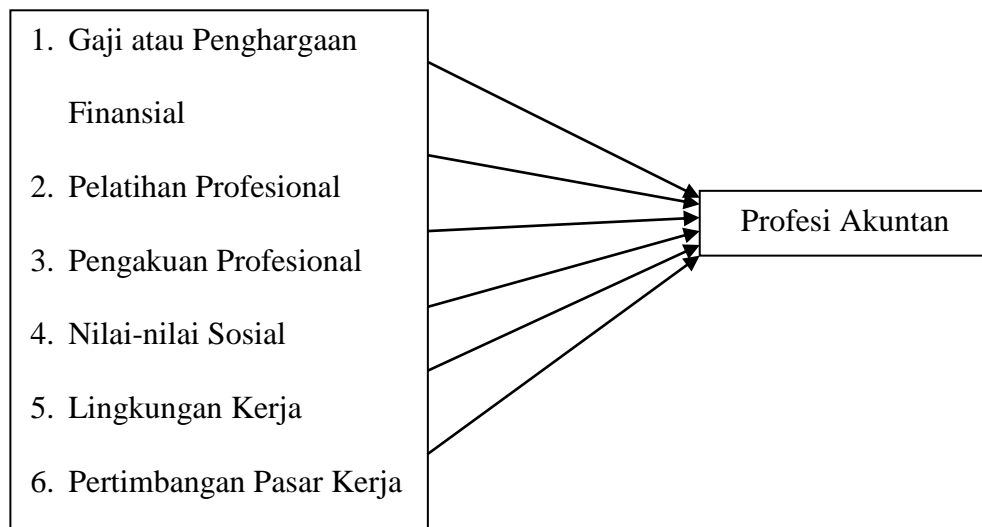 1. Gaji atau Penghargaan
Finansial
2. Pelatihan Profesional
3. Pengakuan Profesional
4. Nilai-nilai Sosial
5. Lingkungan Kerja
6. Pertimbangan Pasar Kerja
Profesi Akuntan